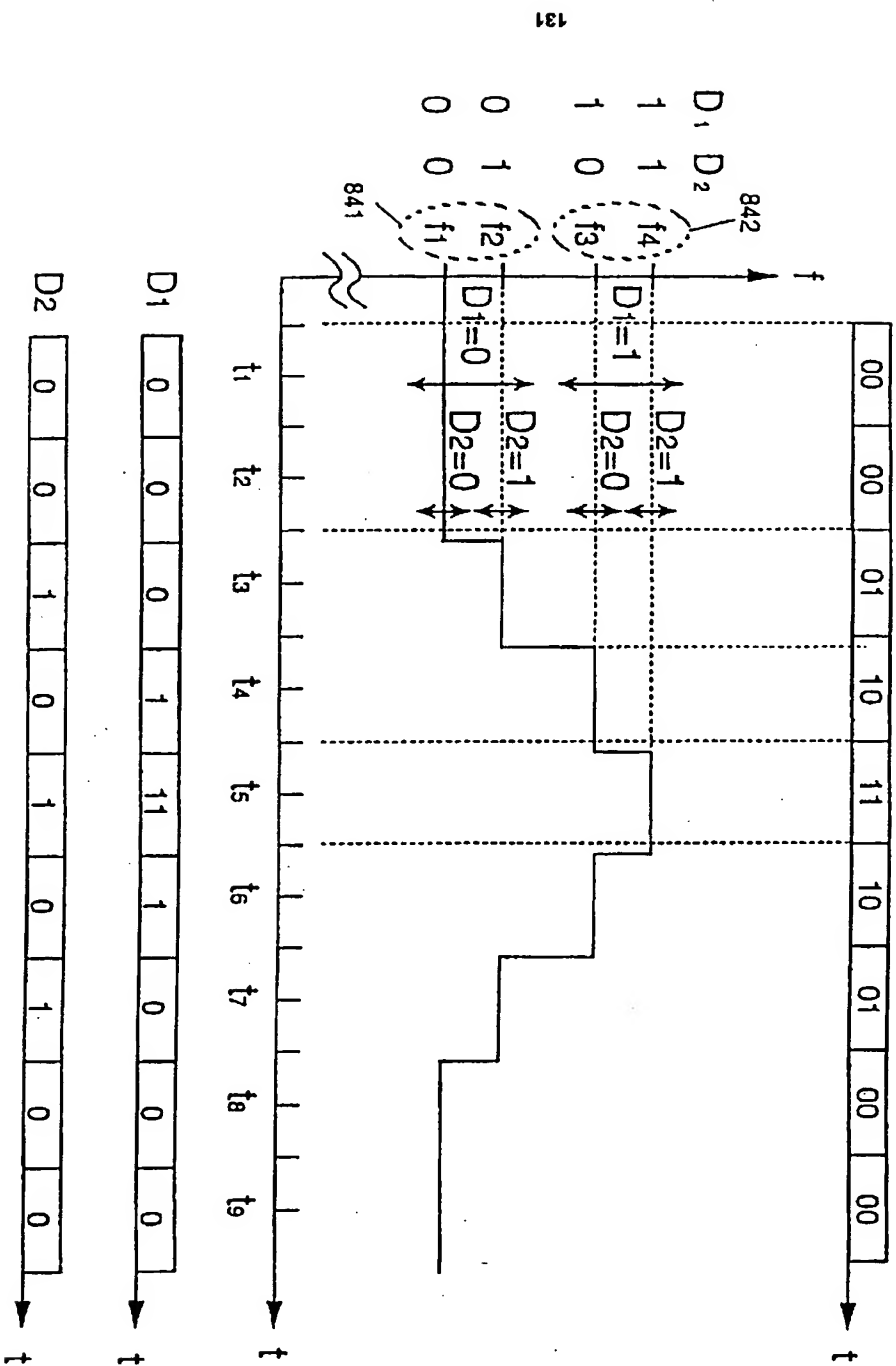 131
00 00 01 10 11 10 01 00 00 t
D1 D2
1 1 f4
1 0 f3
0 1 f2
0 0 f1
842
841
f
D1=1
D1=0
D2=1
D2=0
D2=1
D2=0
t1 t2 t3 t4 t5 t6 t7 t8 t9 t
D1 0 0 0 1 11 1 0 0 0 t
D2 0 0 1 0 1 0 1 0 0 t